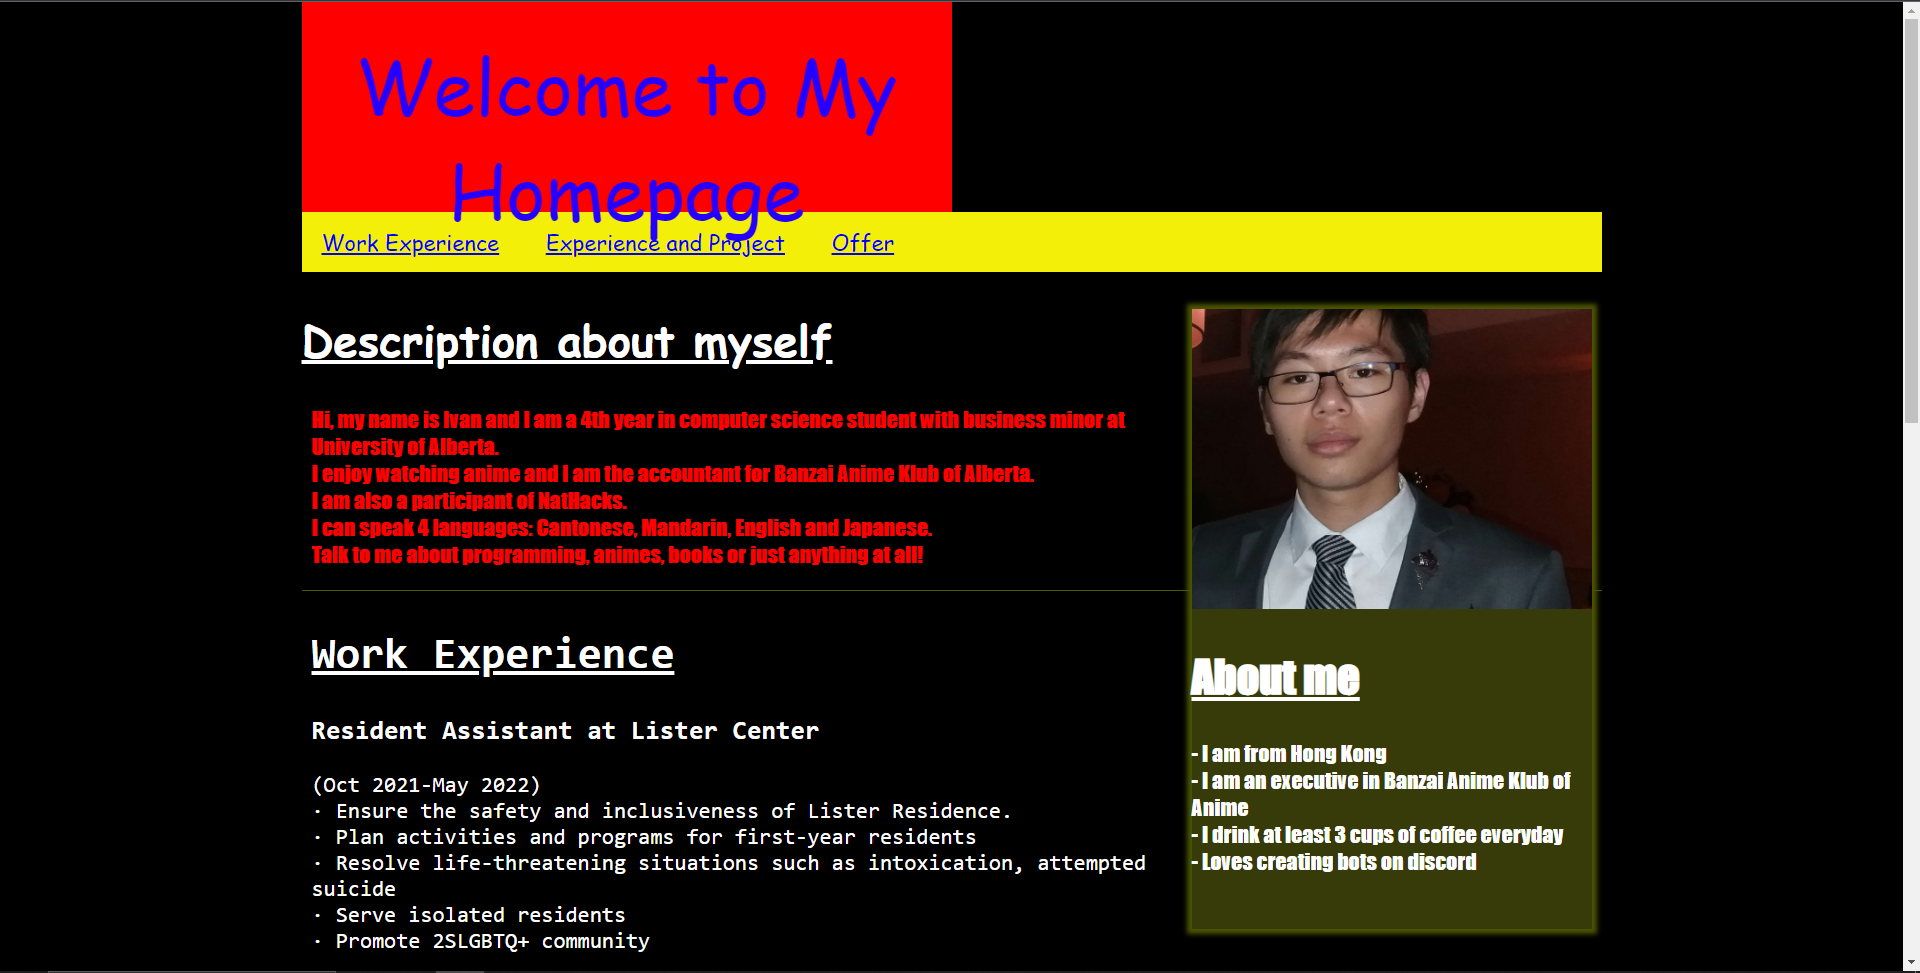 Welcome to My
Homepage
Work Experience Experience and Project Offer
Description about myself
Hi, my name is Ivan and I am a 4th year in computer science student with business minor at
University of Alberta.
I enjoy watching anime and I am the accountant for Banzai Anime Klub of Alberta.
I am also a participant of NatHacks.
I can speak 4 languages: Cantonese, Mandarin, English and Japanese.
Talk to me about programming, animes, books or just anything at all!
Work Experience
Resident Assistant at Lister Center
(Oct 2021-May 2022)
· Ensure the safety and inclusiveness of Lister Residence.
· Plan activities and programs for first-year residents
· Resolve life-threatening situations such as intoxication, attempted
suicide
· Serve isolated residents
· Promote 2SLGBTQ+ community
About me
- I am from Hong Kong
- I am an executive in Banzai Anime Klub of
Anime
- I drink at least 3 cups of coffee everyday
- Loves creating bots on discord